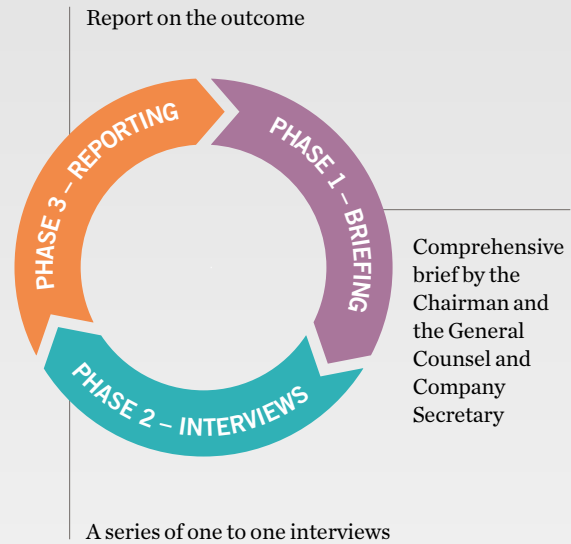 Report on the outcome
PHASE 3 – REPORTING
PHASE 1 – BRIEFING
Comprehensive
brief by the
Chairman and
the General
Counsel and
Company
Secretary
PHASE 2 – INTERVIEWS
A series of one to one interviews